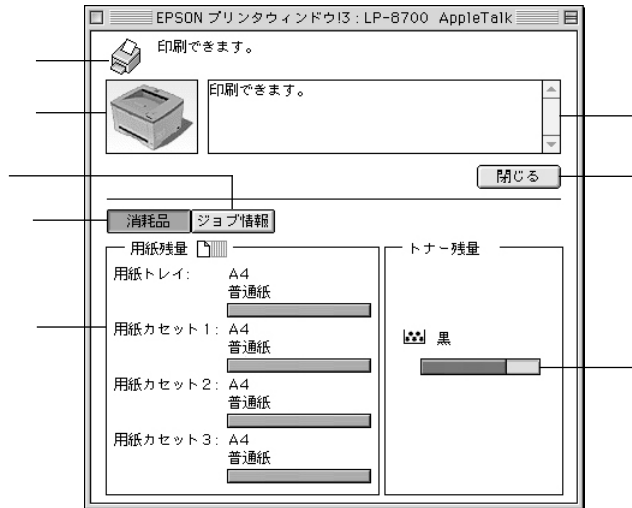 EPSON プリンタウィンドウ!3 : LP-8700 AppleTalk
印刷できます。
印刷できます。
閉じる
消耗品 ジョブ情報
用紙残量
用紙トレイ: A4
普通紙
用紙カセット1: A4
普通紙
用紙カセット2: A4
普通紙
用紙カセット3: A4
普通紙
トナー残量
黒